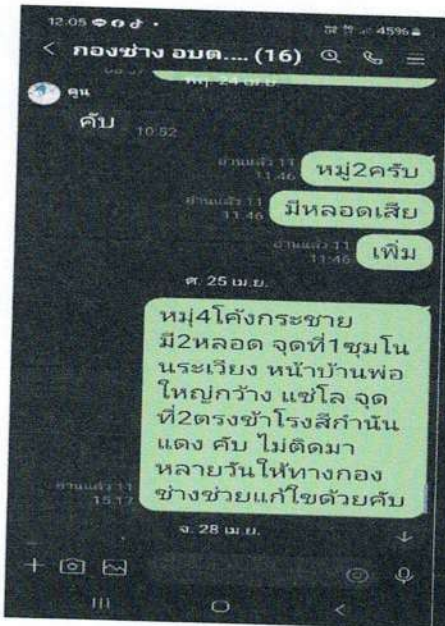 12.05
45%
< กองช่าง อบต.... (16)
พฤ. 24 เม.ย.
คูน
คับ
10:52
อ่านแล้ว 11
11.46
หมู่2ครับ
อ่านแล้ว 11
11.46
มีหลอดเสีย
อ่านแล้ว 11
11:46
เพิ่ม
ศ. 25 เม.ย.
หมู่4โค้งกระชาย
มี2หลอด จุดที่1ซุมโน
นระเวียง หน้าบ้านพ่อ
ใหญ่กว้าง แซ่โล จุด
ที่2ตรงข้าโรงสีกำนัน
แดง คับ ไม่ติดมา
หลายวันให้ทางกอง
ช่างช่วยแก้ใขด้วยคับ
อ่านแล้ว 11
15.17
จ. 28 เม.ย.